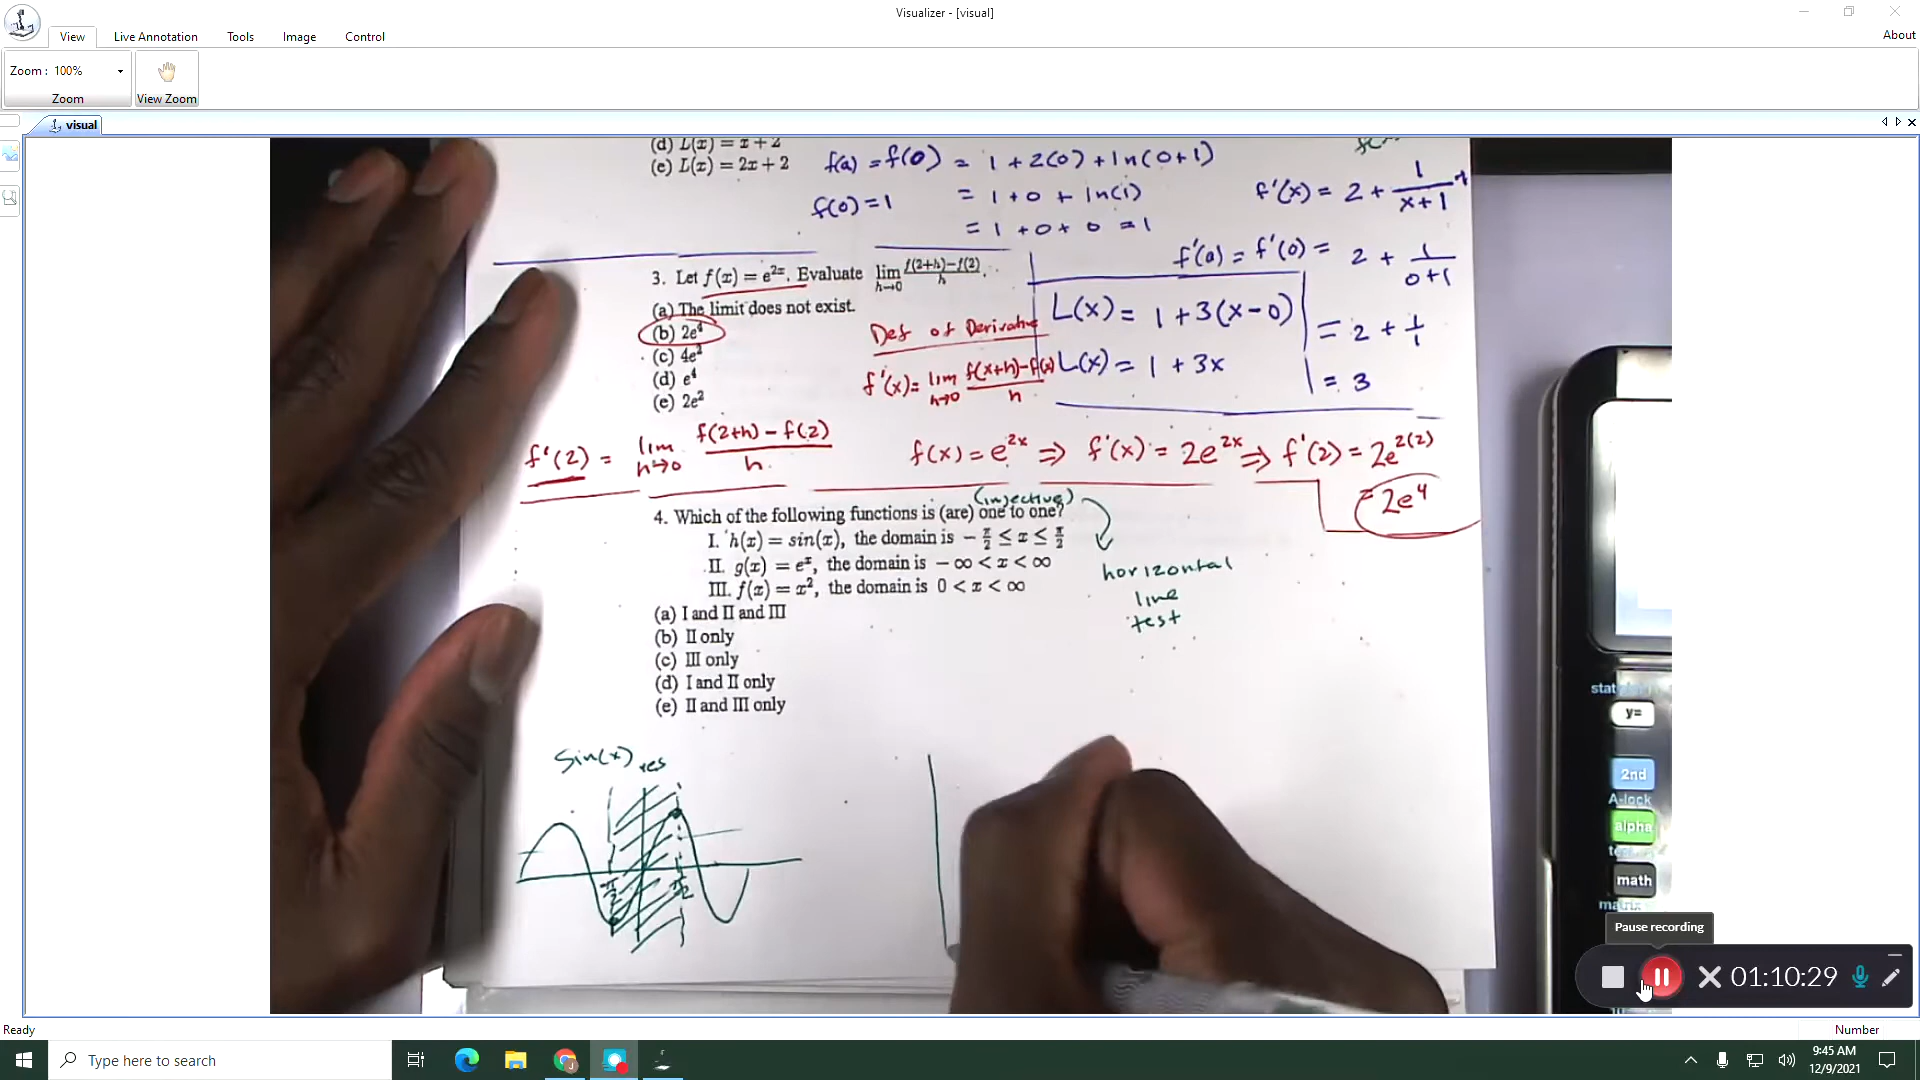 Visualizer - [visual]
View Live Annotation Tools Image Control About
Zoom : 100%
Zoom View Zoom
visual
(d) L(x) = x + 2
(e) L(x) = 2x + 2
f(a) = f(0) = 1 + 2(0) + ln(0+1)
f(0) = 1 = 1 + 0 + ln(1)
= 1 + 0 + 0 = 1
f'(x) = 2 + 1/(x+1)
f'(a) = f'(0) = 2 + 1/(0+1)
= 2 + 1/1
= 3
3. Let f(x) = e^{2x}. Evaluate lim h→0 (f(2+h)−f(2))/h.
(a) The limit does not exist.
(b) 2e^4
(c) 4e^2
(d) e^4
(e) 2e^2
Def of Derivative
f'(x) = lim h→0 (f(x+h)−f(x))/h
L(x) = 1 + 3(x−0)
L(x) = 1 + 3x
f'(2) = lim h→0 (f(2+h) − f(2))/h
f(x) = e^{2x} ⇒ f'(x) = 2e^{2x} ⇒ f'(2) = 2e^{2(2)}
= 2e^4
(injective)
4. Which of the following functions is (are) one to one?
I. h(x) = sin(x), the domain is −π/2 ≤ x ≤ π/2
II. g(x) = e^x, the domain is −∞ < x < ∞
III. f(x) = x^2, the domain is 0 < x < ∞
(a) I and II and III
(b) II only
(c) III only
(d) I and II only
(e) II and III only
horizontal
line
test
sin(x) yes
π/2
2nd
A-lock
alpha
y=
math
Pause recording
01:10:29
Ready
Number
Type here to search
9:45 AM
12/9/2021